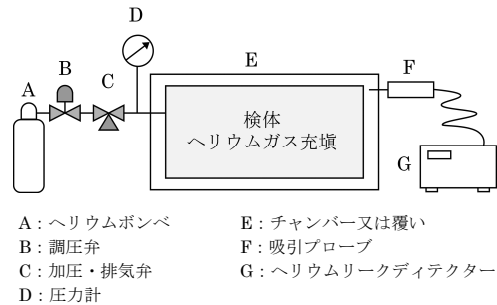 D
A
B
C
E
F
G
検体
ヘリウムガス充塡
A：ヘリウムボンベ
B：調圧弁
C：加圧・排気弁
D：圧力計
E：チャンバー又は覆い
F：吸引プローブ
G：ヘリウムリークディテクター